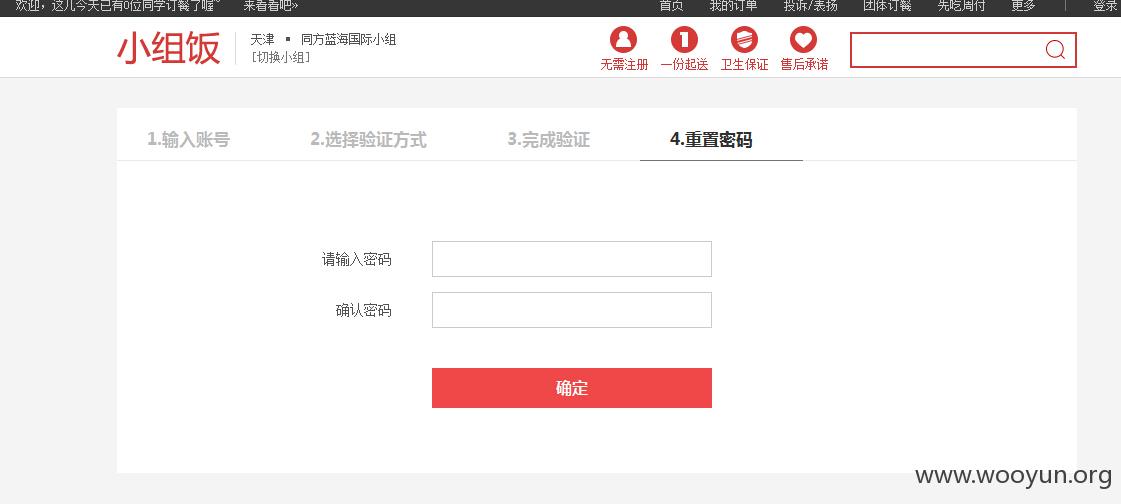 欢迎，这儿今天已有0位同学订餐了喔~ 来看看吧»
首页 我的订单 投诉/表扬 团体订餐 先吃周付 更多 | 登录
小组饭
天津 ▪ 同方蓝海国际小组
[切换小组]
1
无需注册 一份起送 卫生保证 售后承诺
1.输入账号 2.选择验证方式 3.完成验证 4.重置密码
请输入密码
确认密码
确定
www.wooyun.org